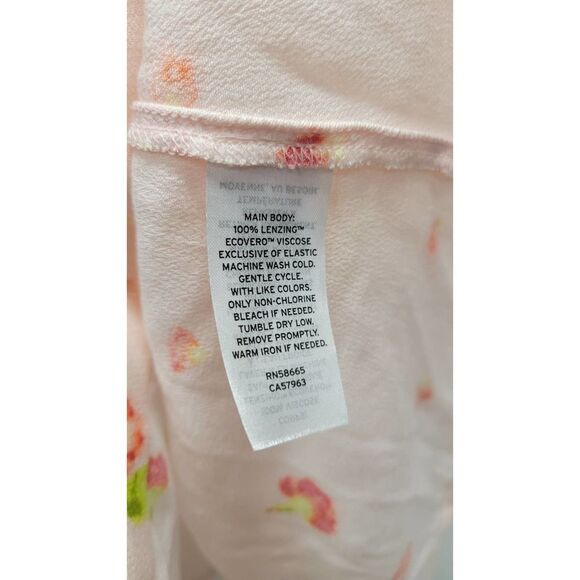 MAIN BODY:
100% LENZING™
ECOVERO™ VISCOSE
EXCLUSIVE OF ELASTIC
MACHINE WASH COLD.
GENTLE CYCLE.
WITH LIKE COLORS.
ONLY NON-CHLORINE
BLEACH IF NEEDED.
TUMBLE DRY LOW.
REMOVE PROMPTLY.
WARM IRON IF NEEDED.
RN58665
CA57963